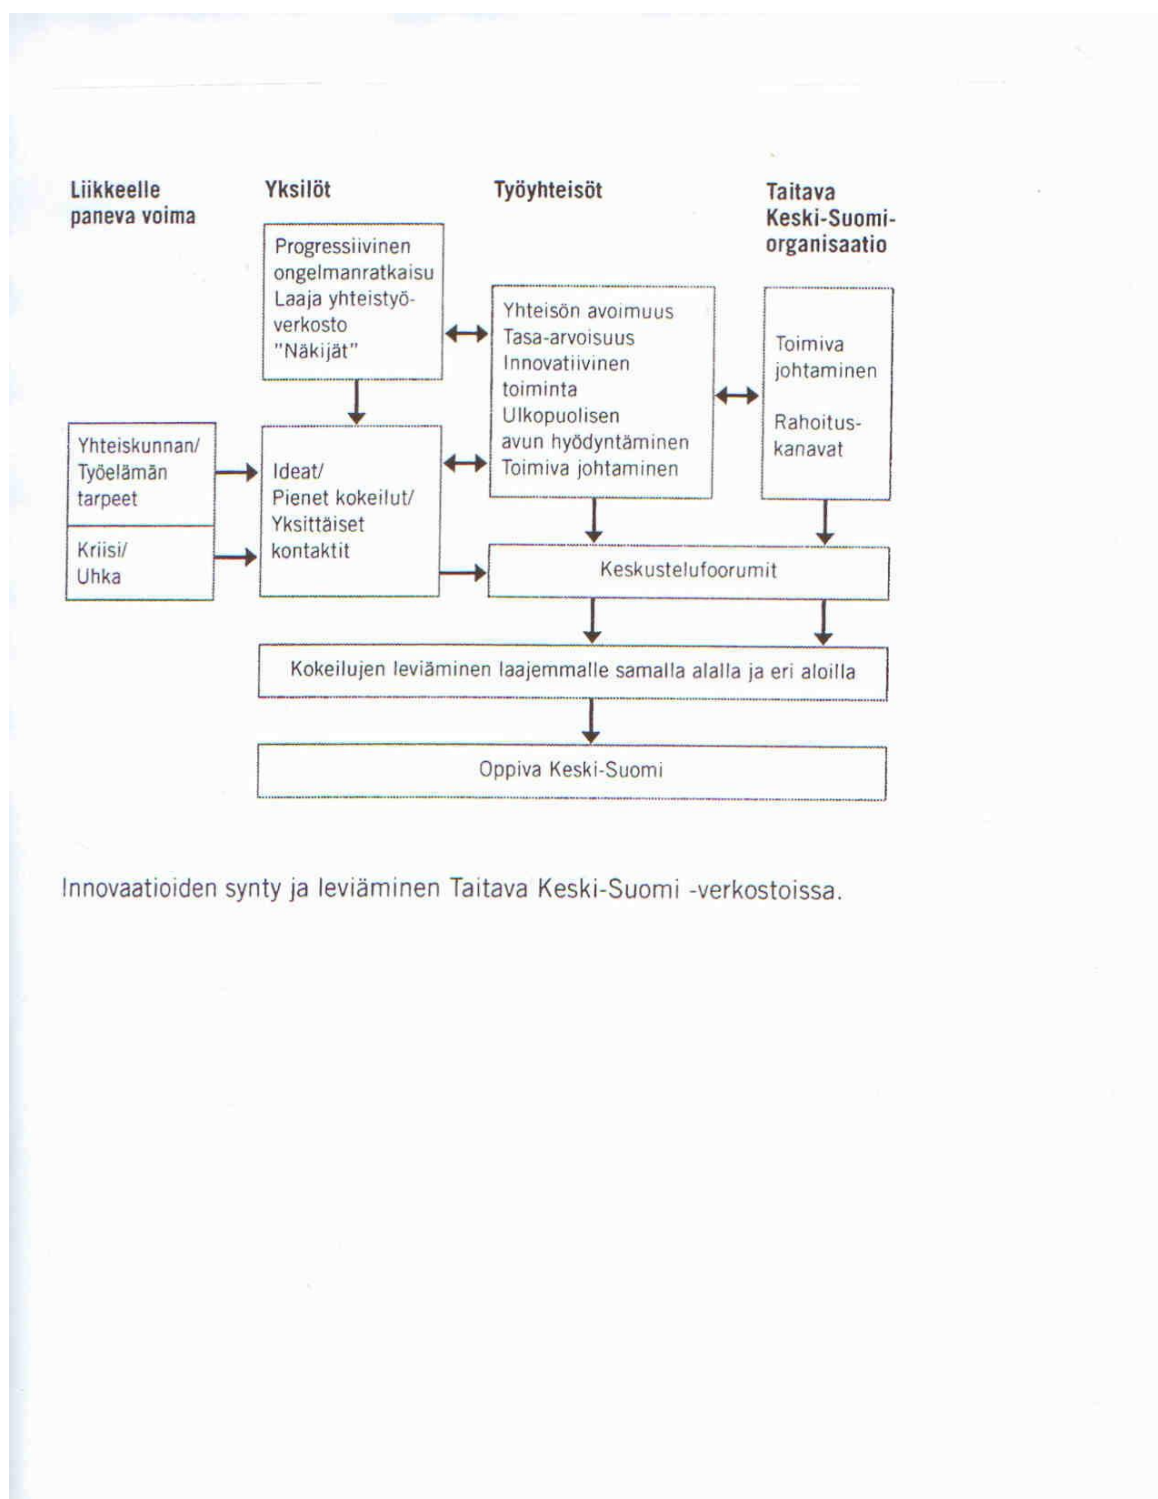 Liikkeelle
paneva voima
Yksilöt
Työyhteisöt
Taitava
Keski-Suomi-
organisaatio
Progressiivinen
ongelmanratkaisu
Laaja yhteistyö-
verkosto
"Näkijät"
Yhteisön avoimuus
Tasa-arvoisuus
Innovatiivinen
toiminta
Ulkopuolisen
avun hyödyntäminen
Toimiva johtaminen
Toimiva
johtaminen
Rahoitus-
kanavat
Yhteiskunnan/
Työelämän
tarpeet
Kriisi/
Uhka
Ideat/
Pienet kokeilut/
Yksittäiset
kontaktit
Keskustelufoorumit
Kokeilujen leviäminen laajemmalle samalla alalla ja eri aloilla
Oppiva Keski-Suomi
Innovaatioiden synty ja leviäminen Taitava Keski-Suomi -verkostoissa.